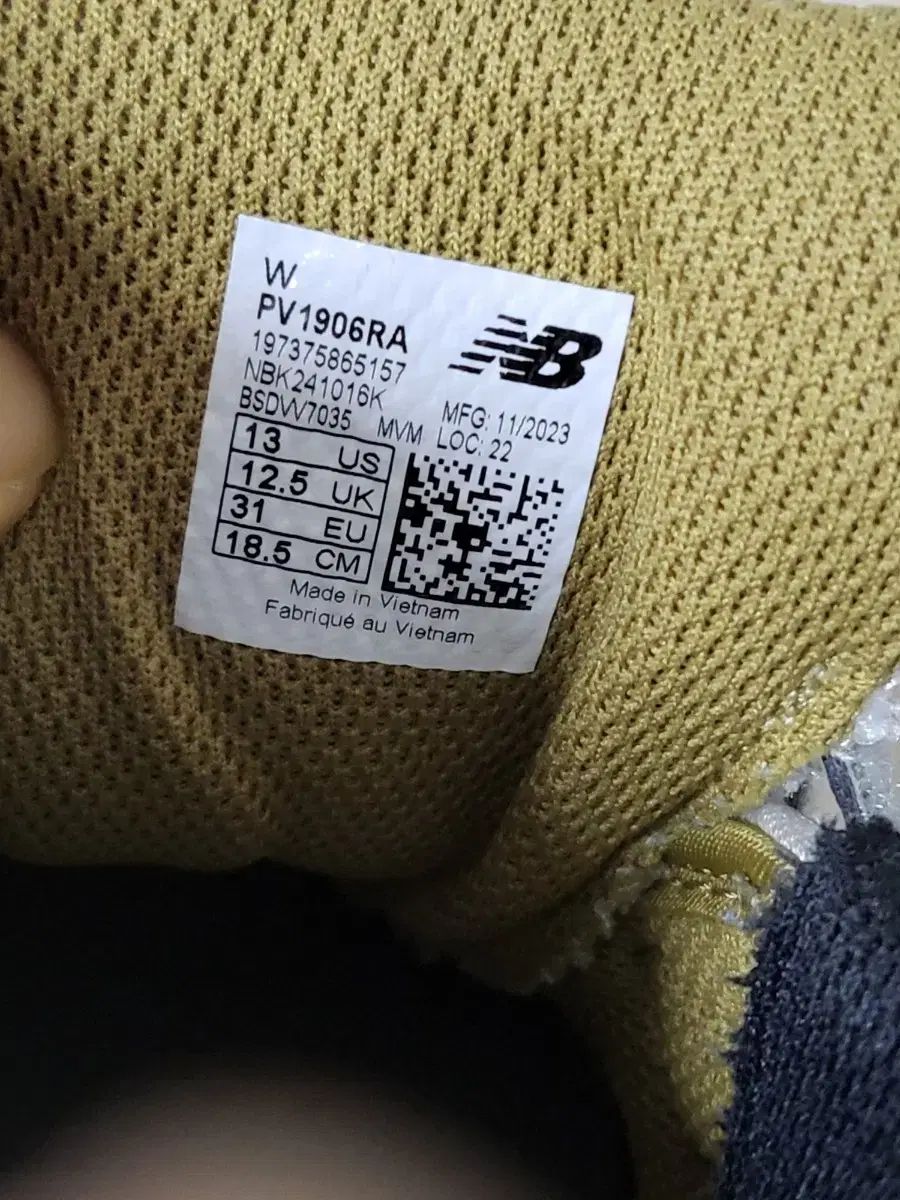 W
PV1906RA
197375865157
NBK241016K
BSDVV7035 MVM
NB
MFG: 11/2023
LOC: 22
13 US
12.5 UK
31 EU
18.5 CM
Made in Vietnam
Fabriqué au Vietnam